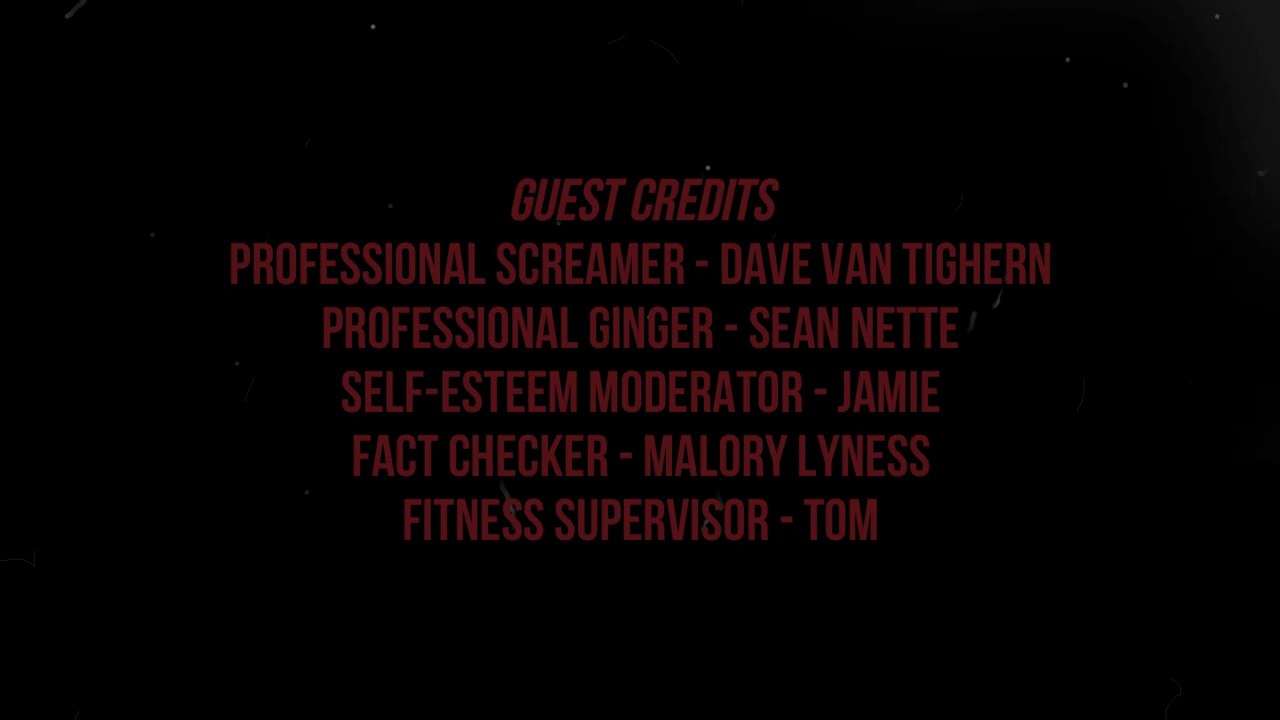 GUEST CREDITS
PROFESSIONAL SCREAMER - DAVE VAN TIGHERN
PROFESSIONAL GINGER - SEAN NETTE
SELF-ESTEEM MODERATOR - JAMIE
FACT CHECKER - MALORY LYNESS
FITNESS SUPERVISOR - TOM